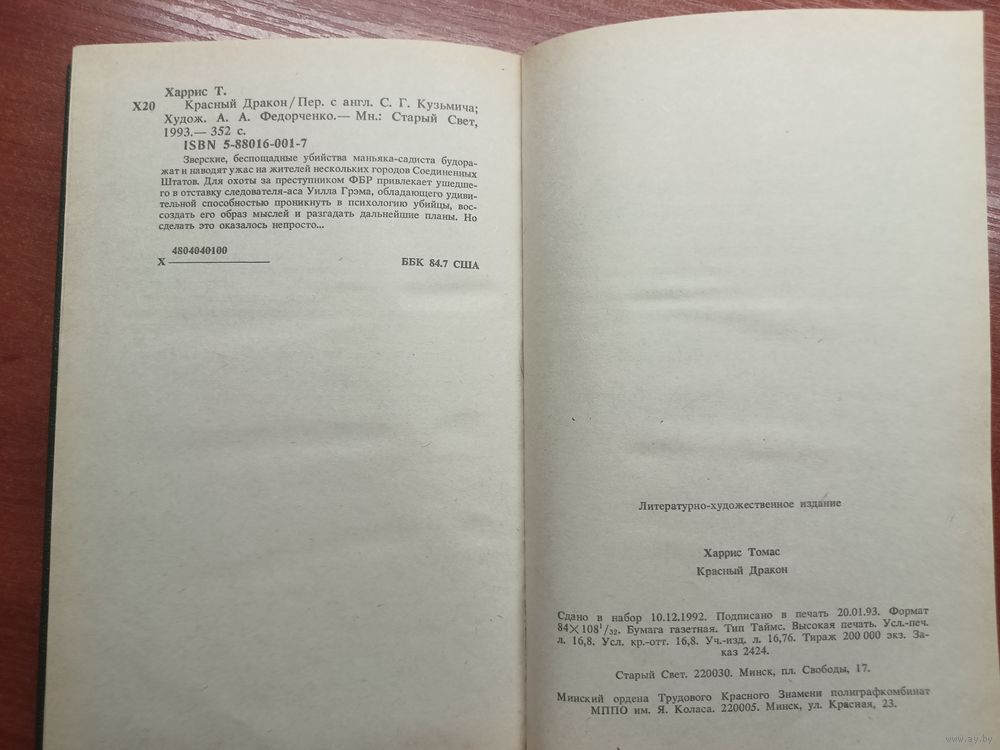 Харрис Т.
Х20 Красный Дракон/Пер. с англ. С. Г. Кузьмича;
Худож. А. А. Федорченко.— Мн.: Старый Свет,
1993.— 352 с.
ISBN 5-88016-001-7
Зверские, беспощадные убийства маньяка-садиста будора-
жат и наводят ужас на жителей нескольких городов Соединенных
Штатов. Для охоты за преступником ФБР привлекает ушедше-
го в отставку следователя-аса Уилла Грэма, обладающего удиви-
тельной способностью проникнуть в психологию убийцы, вос-
создать его образ мыслей и разгадать дальнейшие планы. Но
сделать это оказалось непросто...
4804040100
Х
ББК 84.7 США
Литературно-художественное издание
Харрис Томас
Красный Дракон
Сдано в набор 10.12.1992. Подписано в печать 20.01.93. Формат
84×108¹/₃₂. Бумага газетная. Тип Таймс. Высокая печать. Усл.-печ.
л. 16,8. Усл. кр.-отт. 16,8. Уч.-изд. л. 16,76. Тираж 200 000 экз. За-
каз 2424.
Старый Свет. 220030. Минск, пл. Свободы, 17.
Минский ордена Трудового Красного Знамени полиграфкомбинат
МППО им. Я. Коласа. 220005. Минск, ул. Красная, 23.
www.ay.by